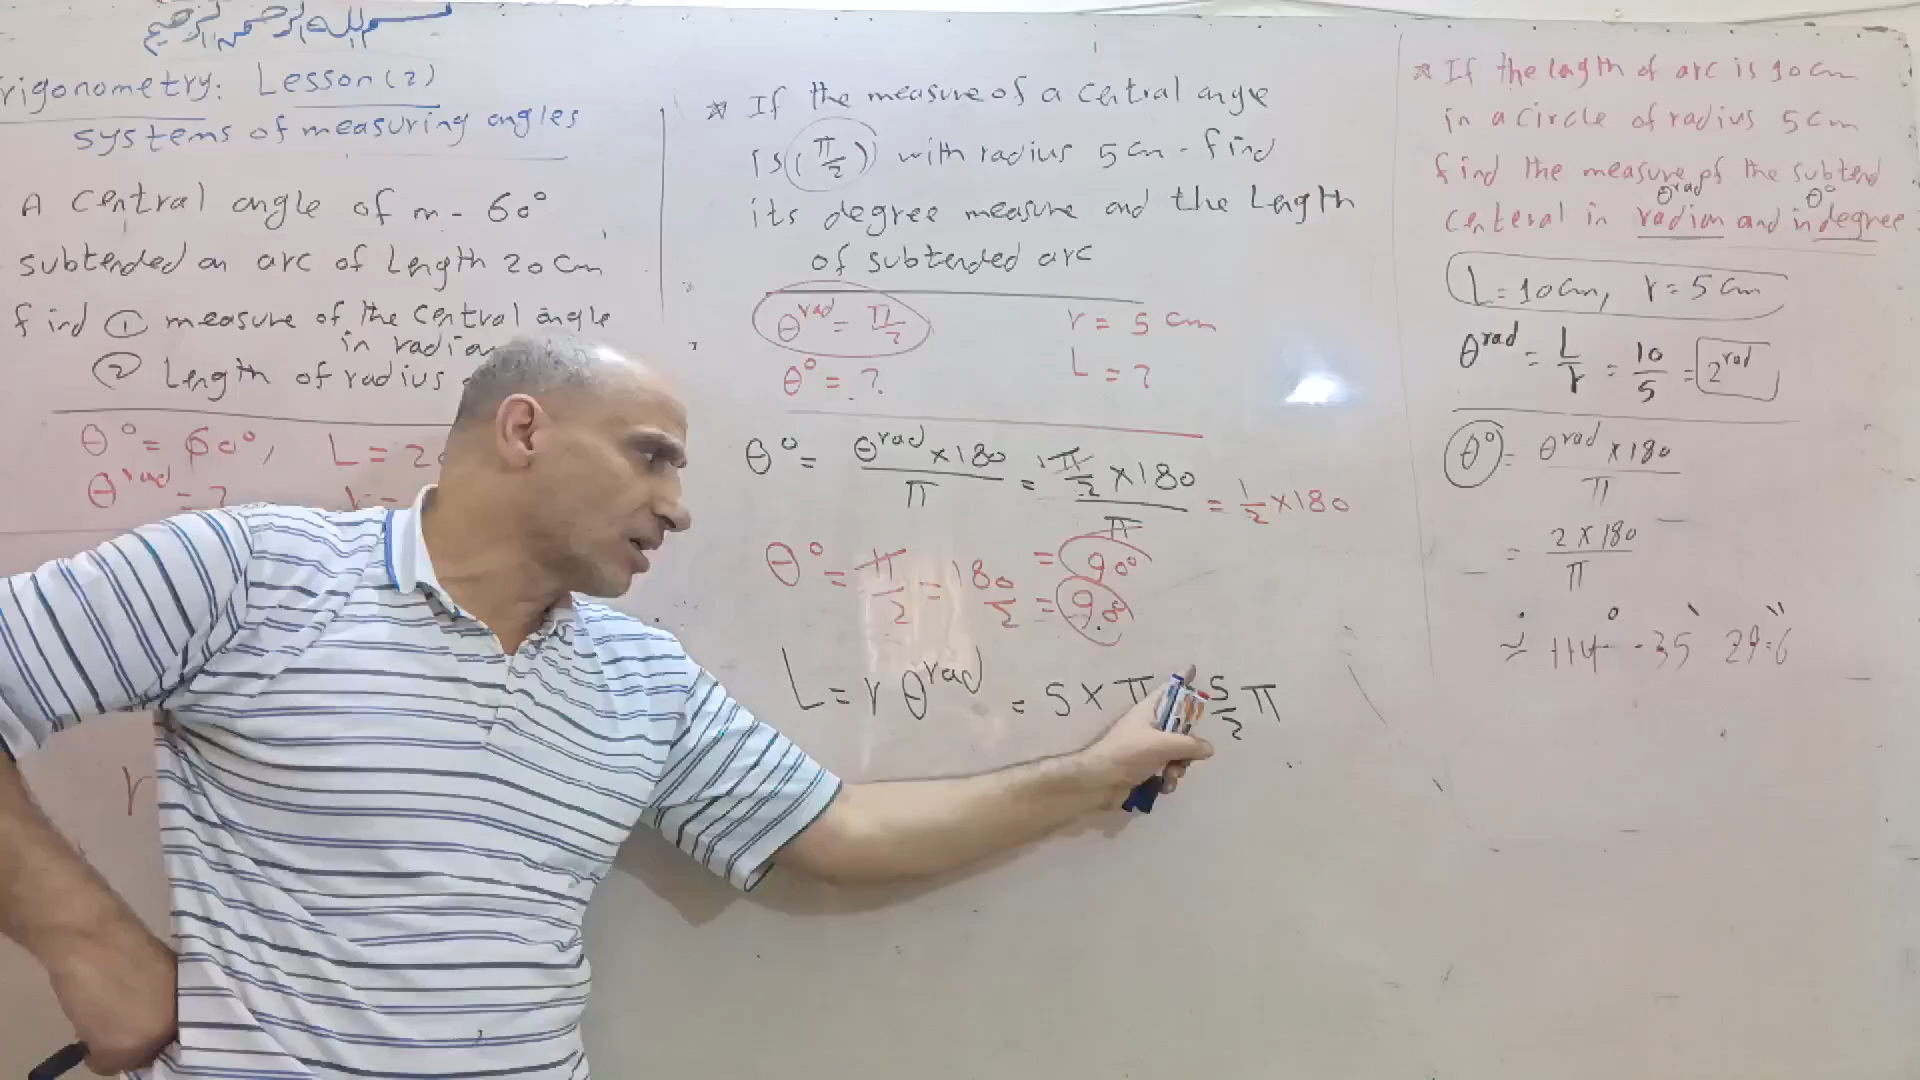 بسم الله الرحمن الرحيم
rigonometry: Lesson (2)
systems of measuring angles
A central angle of m - 60°
subtended an arc of Length 20 Cm
find ① measure of the central angle
in radian
② Length of radius
θ° = 60°, L = 2
θ^rad = ? r =
r
* If the measure of a central angle
is (π/2) with radius 5 cm - find
its degree measure and the Length
of subtended arc
θ^rad = π/2 r = 5 cm
θ° = ? L = ?
θ° = θ^rad × 180 / π = π/2 × 180 / π = 1/2 × 180
= 90°
θ° = π/2 = 180/2 = 90°
L = r θ^rad = 5 × π 5/2 π
* If the lagth of arc is 10 cm
in a circle of radius 5 cm
find the measure of the subtend
θ^rad θ°
centeral in radian and in degree
L = 10 cm, r = 5 cm
θ^rad = L/r = 10/5 = 2^rad
θ° = θ^rad × 180 / π
= 2 × 180 / π
≃ 114° 35' 29.6"